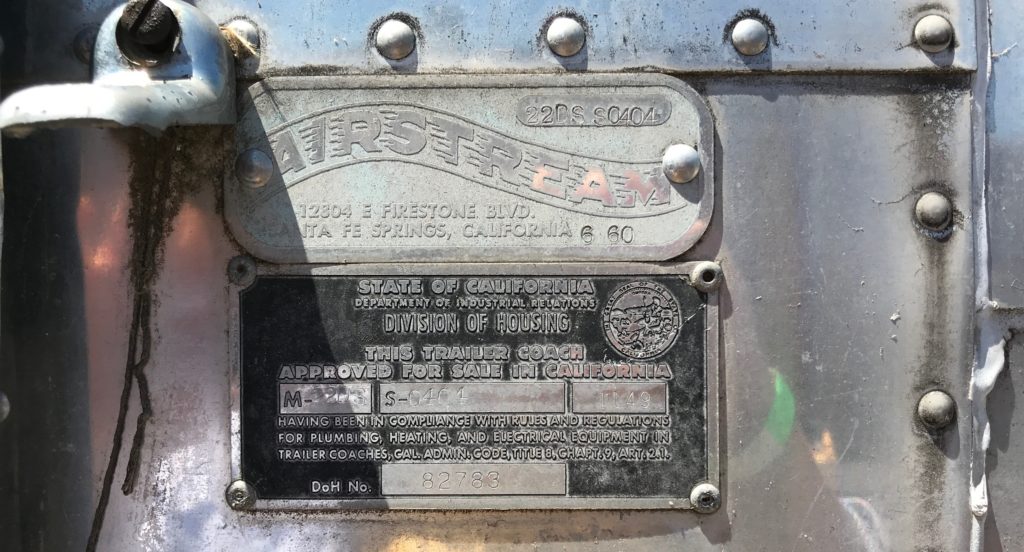 22DS S0404
AIRSTREAM
12804 E FIRESTONE BLVD.
SANTA FE SPRINGS, CALIFORNIA 6 60
STATE OF CALIFORNIA
DEPARTMENT OF INDUSTRIAL RELATIONS
DIVISION OF HOUSING
THIS TRAILER COACH
APPROVED FOR SALE IN CALIFORNIA
M- S-0404
HAVING BEEN IN COMPLIANCE WITH RULES AND REGULATIONS
FOR PLUMBING, HEATING, AND ELECTRICAL EQUIPMENT IN
TRAILER COACHES, CAL. ADMIN. CODE, TITLE 8, CHAPT. 9, ART. 2.1.
DOH NO. 82783